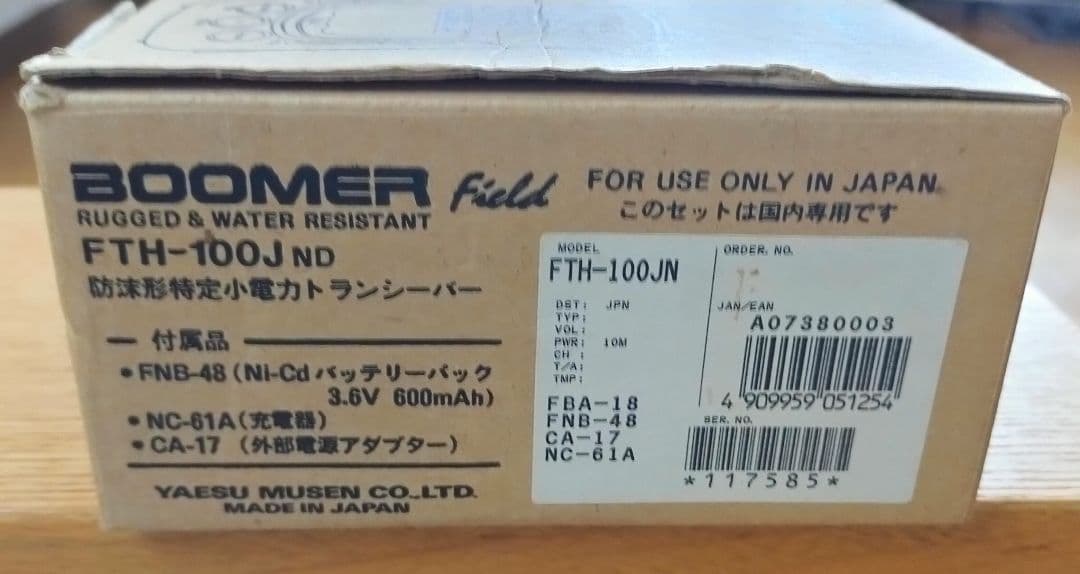 BOOMER Field
RUGGED & WATER RESISTANT
FTH-100J ND
防沫形特定小電力トランシーバー
付属品
•FNB-48 (Ni-Cd バッテリーパック
3.6V 600mAh)
•NC-61A(充電器)
•CA-17 (外部電源アダプター)
YAESU MUSEN CO.,LTD.
MADE IN JAPAN
FOR USE ONLY IN JAPAN.
このセットは国内専用です
MODEL
FTH-100JN
DST: JPN
TYP:
VOL:
PWR: 10M
CH :
T/A:
TMP:
FBA-18
FNB-48
CA-17
NC-61A
ORDER. NO.
JAN/EAN
A07380003
4 909959 051254
SER. NO.
*117585*